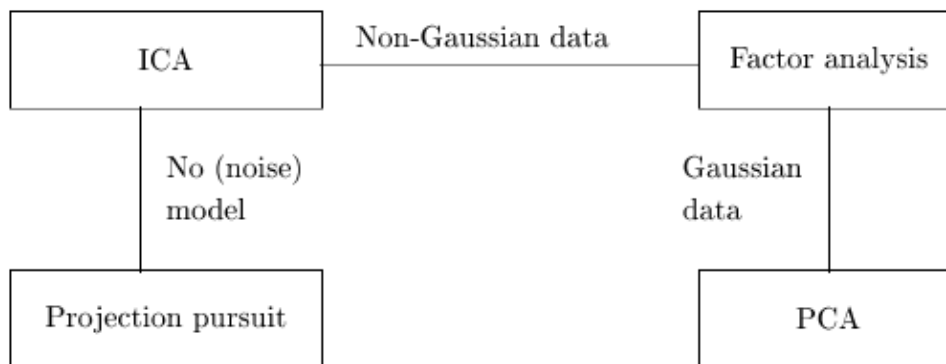 ICA
Non-Gaussian data
Factor analysis
No (noise)
model
Gaussian
data
Projection pursuit
PCA